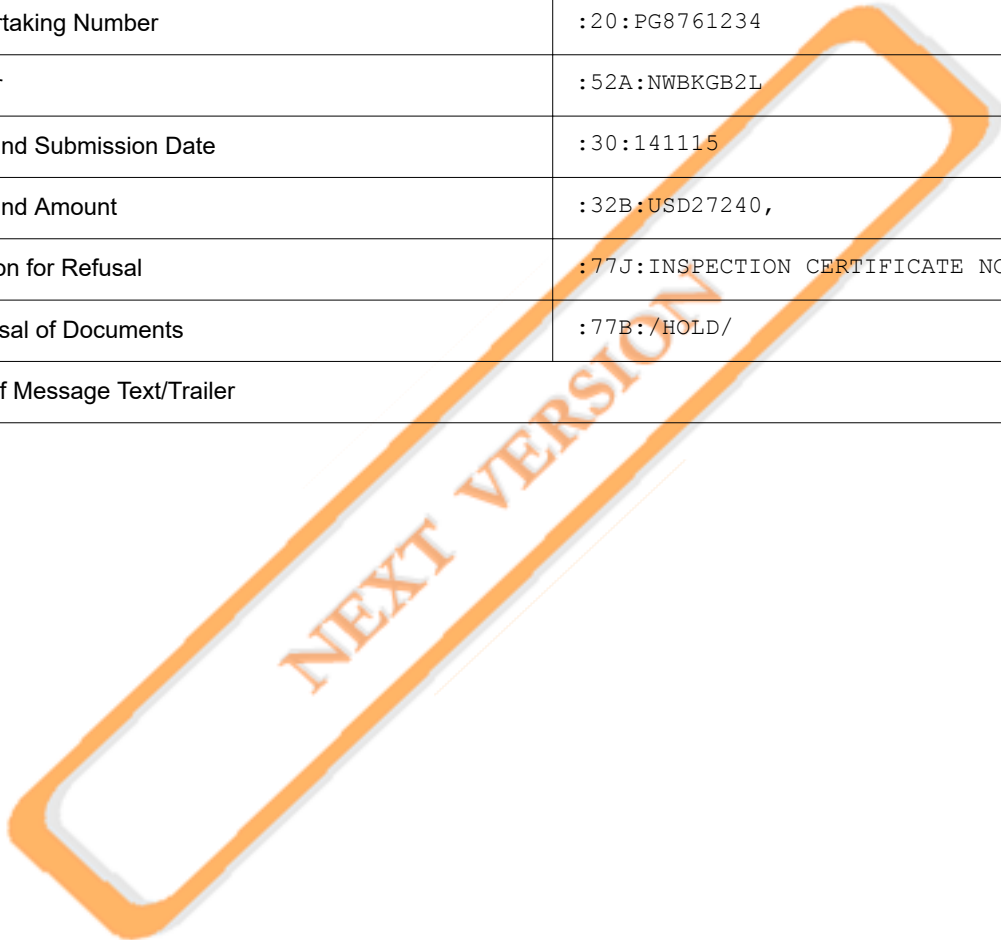 rtaking Number :20:PG8761234
:52A:NWBKGB2L
nd Submission Date :30:141115
nd Amount :32B:USD27240,
on for Refusal :77J:INSPECTION CERTIFICATE NO
sal of Documents :77B:/HOLD/
f Message Text/Trailer
NEXT VERSION